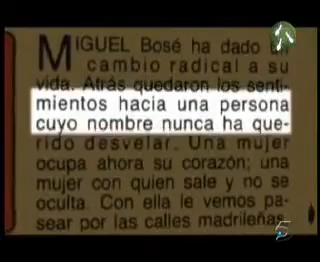 MIGUEL Bosé ha dado un
cambio radical a su
vida. Atrás quedaron los senti-
mientos hacia una persona
cuyo nombre nunca ha que-
rido desvelar. Una mujer
ocupa ahora su corazón; una
mujer con quien sale y no se
oculta. Con ella le vemos pa-
sear por las calles madrileñas